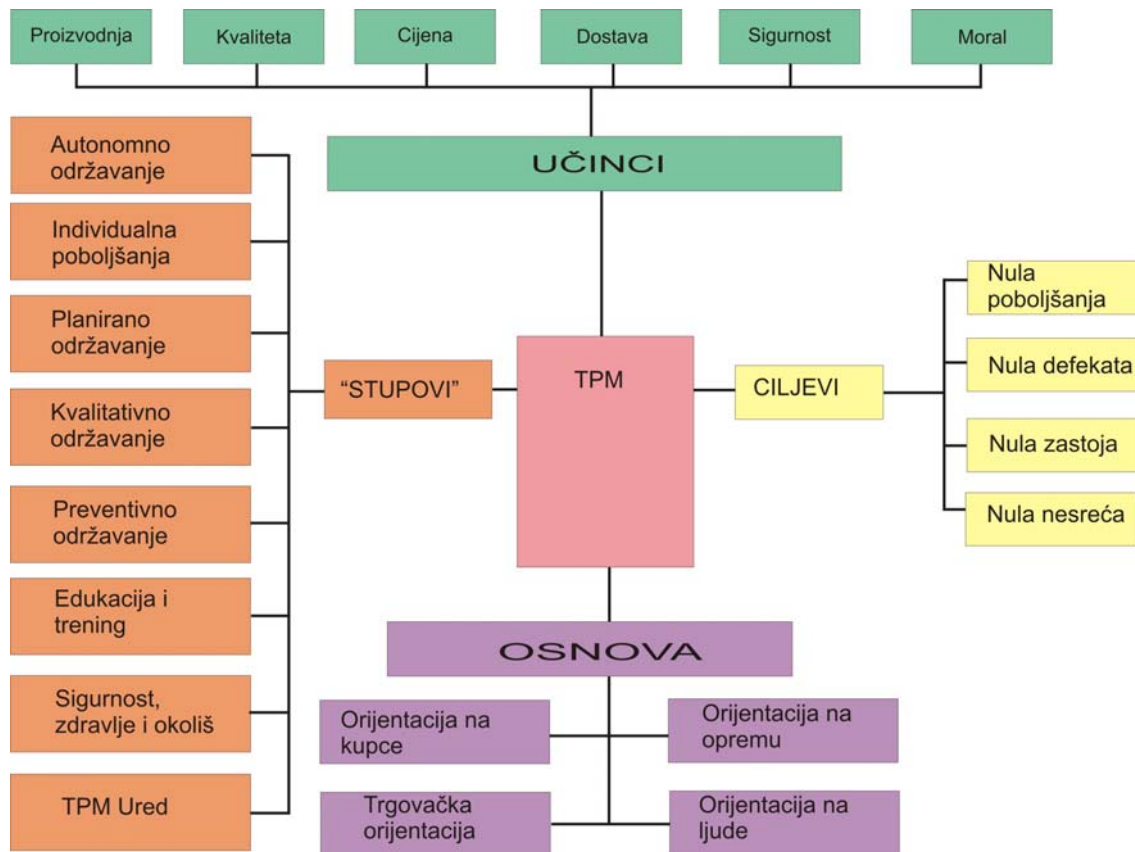 Proizvodnja
Kvaliteta
Cijena
Dostava
Sigurnost
Moral
UČINCI
Autonomno
održavanje
Individualna
poboljšanja
Planirano
održavanje
Kvalitativno
održavanje
Preventivno
održavanje
Edukacija i
trening
Sigurnost,
zdravlje i okoliš
TPM Ured
“STUPOVI”
TPM
CILJEVI
Nula
poboljšanja
Nula defekata
Nula zastoja
Nula nesreća
OSNOVA
Orijentacija na
kupce
Orijentacija na
opremu
Trgovačka
orijentacija
Orijentacija na
ljude